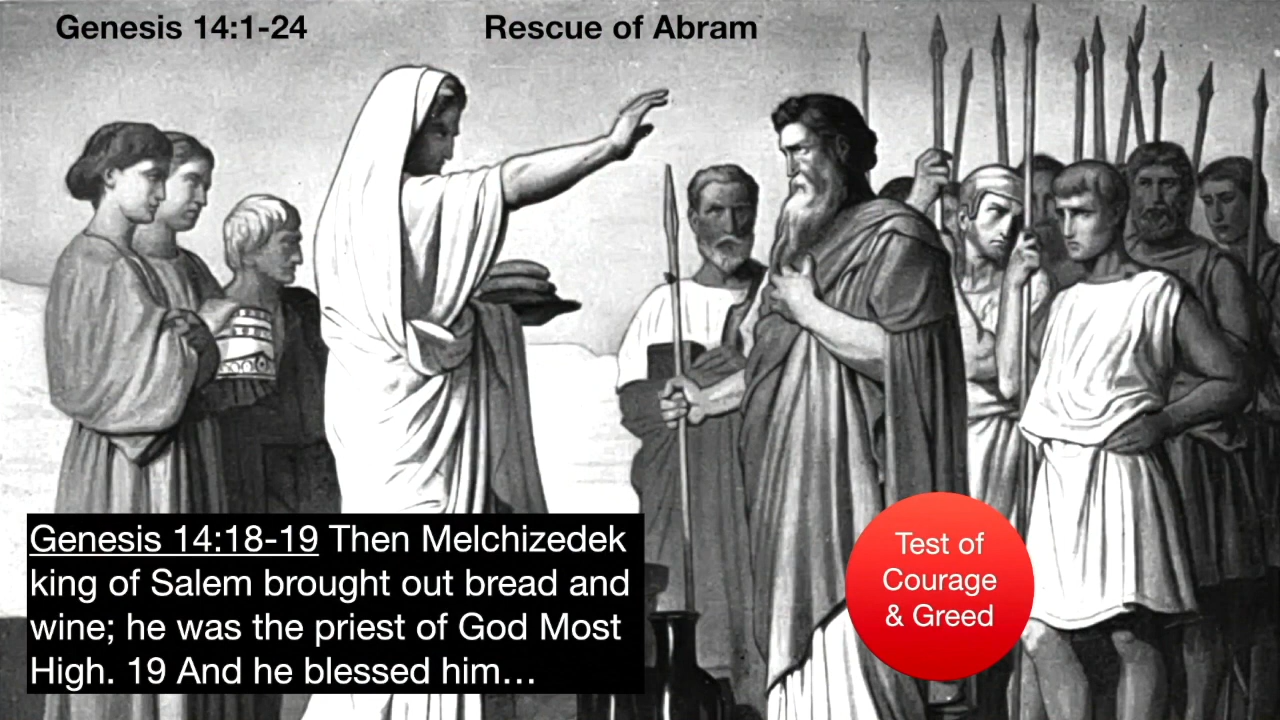 Genesis 14:1-24
Rescue of Abram
Genesis 14:18-19 Then Melchizedek
king of Salem brought out bread and
wine; he was the priest of God Most
High. 19 And he blessed him…
Test of
Courage
& Greed